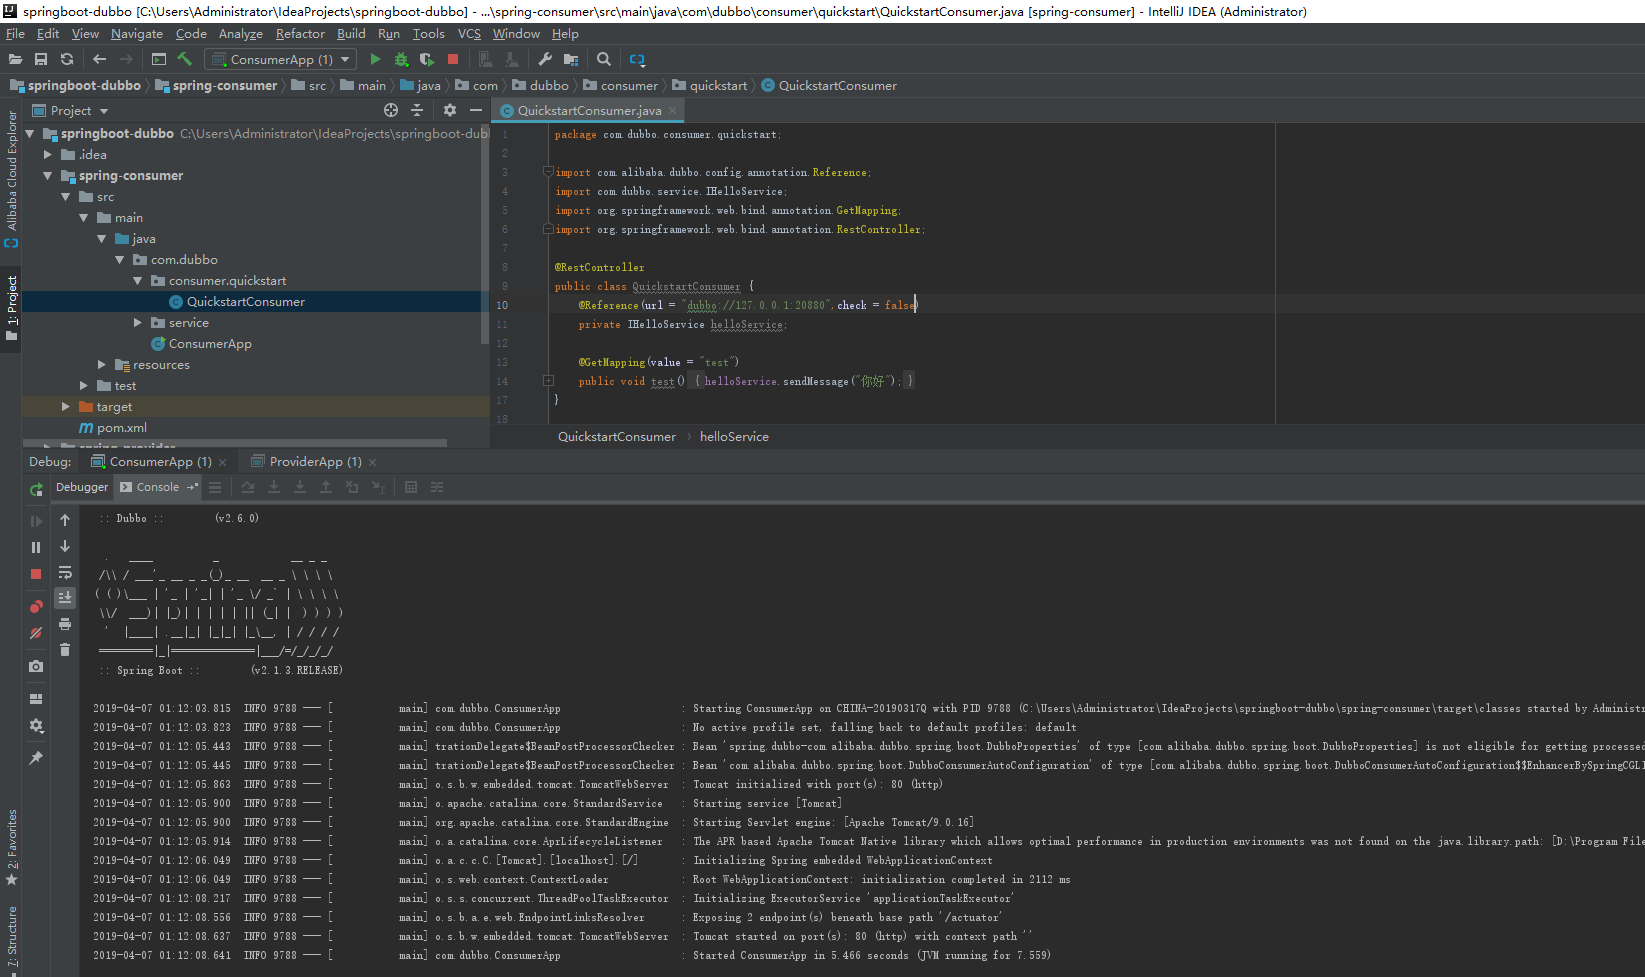 springboot-dubbo [C:\Users\Administrator\IdeaProjects\springboot-dubbo] - ...\spring-consumer\src\main\java\com\dubbo\consumer\quickstart\QuickstartConsumer.java [spring-consumer] - IntelliJ IDEA (Administrator)
File Edit View Navigate Code Analyze Refactor Build Run Tools VCS Window Help
ConsumerApp (1)
springboot-dubbo spring-consumer src main java com dubbo consumer quickstart QuickstartConsumer
Project
QuickstartConsumer.java
Alibaba Cloud Explorer
1: Project
2: Favorites
7: Structure
springboot-dubbo C:\Users\Administrator\IdeaProjects\springboot-dubb
.idea
spring-consumer
src
main
java
com.dubbo
consumer.quickstart
QuickstartConsumer
service
ConsumerApp
resources
test
target
pom.xml
1 package com.dubbo.consumer.quickstart;
2
3 import com.alibaba.dubbo.config.annotation.Reference;
4 import com.dubbo.service.IHelloService;
5 import org.springframework.web.bind.annotation.GetMapping;
6 import org.springframework.web.bind.annotation.RestController;
7
8 @RestController
9 public class QuickstartConsumer {
10 @Reference(url = "dubbo://127.0.0.1:20880",check = false)
11 private IHelloService helloService;
12
13 @GetMapping(value = "test")
14 public void test() { helloService.sendMessage("你好"); }
17 }
18
QuickstartConsumer › helloService
Debug: ConsumerApp (1) ProviderApp (1)
Debugger Console
:: Dubbo :: (v2.6.0)
:: Spring Boot :: (v2.1.3.RELEASE)
2019-04-07 01:12:03.815 INFO 9788 --- [ main] com.dubbo.ConsumerApp : Starting ConsumerApp on CHINA-20190317Q with PID 9788 (C:\Users\Administrator\IdeaProjects\springboot-dubbo\spring-consumer\target\classes started by Administ
2019-04-07 01:12:03.823 INFO 9788 --- [ main] com.dubbo.ConsumerApp : No active profile set, falling back to default profiles: default
2019-04-07 01:12:05.443 INFO 9788 --- [ main] trationDelegate$BeanPostProcessorChecker : Bean 'spring.dubbo-com.alibaba.dubbo.spring.boot.DubboProperties' of type [com.alibaba.dubbo.spring.boot.DubboProperties] is not eligible for getting processed
2019-04-07 01:12:05.445 INFO 9788 --- [ main] trationDelegate$BeanPostProcessorChecker : Bean 'com.alibaba.dubbo.spring.boot.DubboConsumerAutoConfiguration' of type [com.alibaba.dubbo.spring.boot.DubboConsumerAutoConfiguration$$EnhancerBySpringCGLI
2019-04-07 01:12:05.863 INFO 9788 --- [ main] o.s.b.w.embedded.tomcat.TomcatWebServer : Tomcat initialized with port(s): 80 (http)
2019-04-07 01:12:05.900 INFO 9788 --- [ main] o.apache.catalina.core.StandardService : Starting service [Tomcat]
2019-04-07 01:12:05.900 INFO 9788 --- [ main] org.apache.catalina.core.StandardEngine : Starting Servlet engine: [Apache Tomcat/9.0.16]
2019-04-07 01:12:05.914 INFO 9788 --- [ main] o.a.catalina.core.AprLifecycleListener : The APR based Apache Tomcat Native library which allows optimal performance in production environments was not found on the java.library.path: [D:\Program File
2019-04-07 01:12:06.049 INFO 9788 --- [ main] o.a.c.c.C.[Tomcat].[localhost].[/] : Initializing Spring embedded WebApplicationContext
2019-04-07 01:12:06.049 INFO 9788 --- [ main] o.s.web.context.ContextLoader : Root WebApplicationContext: initialization completed in 2112 ms
2019-04-07 01:12:08.217 INFO 9788 --- [ main] o.s.s.concurrent.ThreadPoolTaskExecutor : Initializing ExecutorService 'applicationTaskExecutor'
2019-04-07 01:12:08.556 INFO 9788 --- [ main] o.s.b.a.e.web.EndpointLinksResolver : Exposing 2 endpoint(s) beneath base path '/actuator'
2019-04-07 01:12:08.637 INFO 9788 --- [ main] o.s.b.w.embedded.tomcat.TomcatWebServer : Tomcat started on port(s): 80 (http) with context path ''
2019-04-07 01:12:08.641 INFO 9788 --- [ main] com.dubbo.ConsumerApp : Started ConsumerApp in 5.466 seconds (JVM running for 7.559)